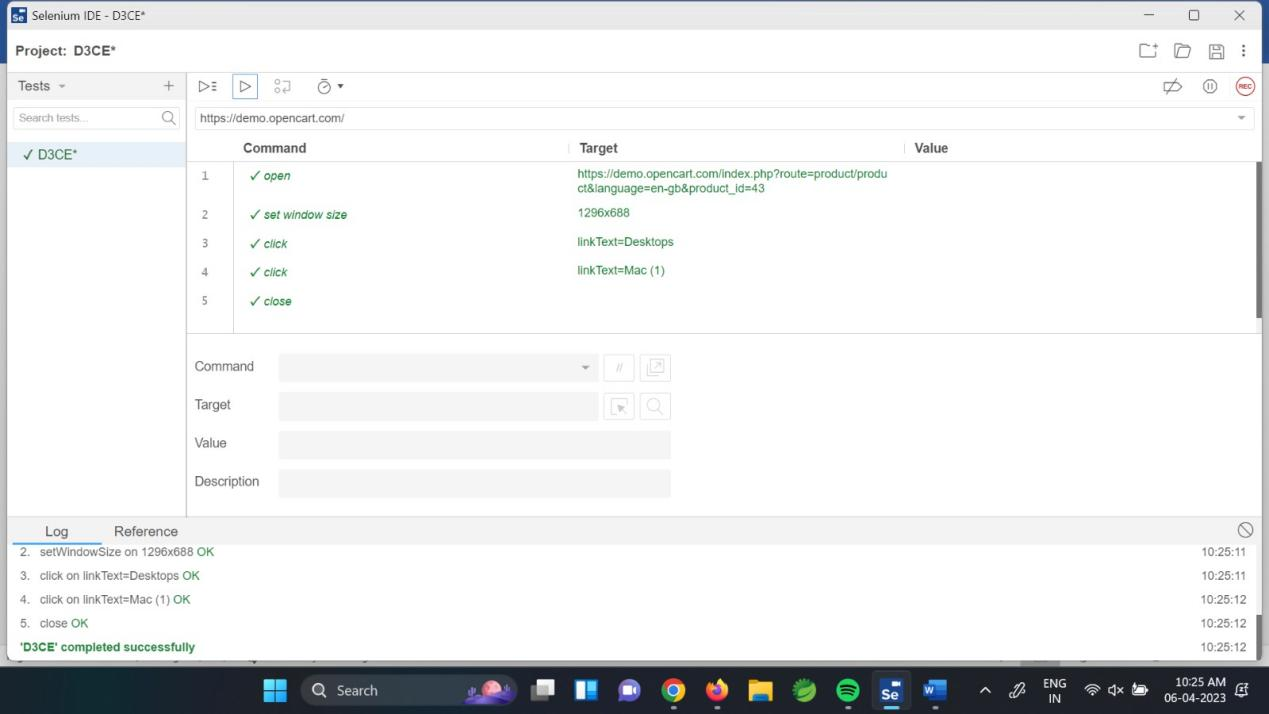 Se Selenium IDE - D3CE*
Project: D3CE*
Tests
+
Search tests...
✓ D3CE*
REC
https://demo.opencart.com/
Command Target Value
1 ✓ open https://demo.opencart.com/index.php?route=product/produ
ct&language=en-gb&product_id=43
2 ✓ set window size 1296x688
3 ✓ click linkText=Desktops
4 ✓ click linkText=Mac (1)
5 ✓ close
Command
//
Target
Value
Description
Log Reference
2. setWindowSize on 1296x688 OK 10:25:11
3. click on linkText=Desktops OK 10:25:11
4. click on linkText=Mac (1) OK 10:25:12
5. close OK 10:25:12
'D3CE' completed successfully 10:25:12
Search
Se
W
ENG
IN
10:25 AM
06-04-2023